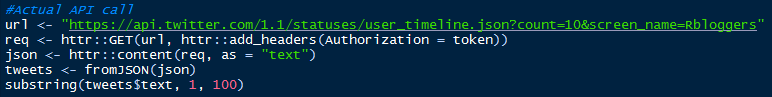 #Actual API call
url <- "https://api.twitter.com/1.1/statuses/user_timeline.json?count=10&screen_name=Rbloggers"
req <- httr::GET(url, httr::add_headers(Authorization = token))
json <- httr::content(req, as = "text")
tweets <- fromJSON(json)
substring(tweets$text, 1, 100)